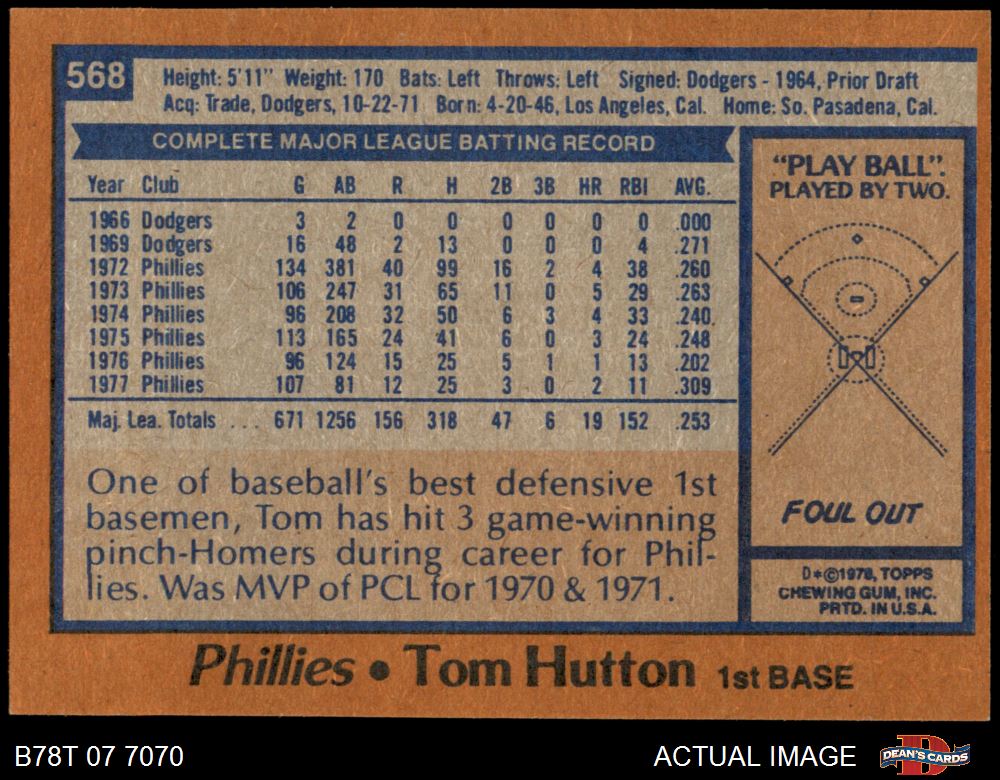 568
Height: 5'11" Weight: 170 Bats: Left Throws: Left Signed: Dodgers - 1964, Prior Draft
Acq: Trade, Dodgers, 10-22-71 Born: 4-20-46, Los Angeles, Cal. Home: So. Pasadena, Cal.
COMPLETE MAJOR LEAGUE BATTING RECORD
Year Club G AB R H 2B 3B HR RBI AVG.
1966 Dodgers 3 2 0 0 0 0 0 0 .000
1969 Dodgers 16 48 2 13 0 0 0 4 .271
1972 Phillies 134 381 40 99 16 2 4 38 .260
1973 Phillies 106 247 31 65 11 0 5 29 .263
1974 Phillies 96 208 32 50 6 3 4 33 .240
1975 Phillies 113 165 24 41 6 0 3 24 .248
1976 Phillies 96 124 15 25 5 1 1 13 .202
1977 Phillies 107 81 12 25 3 0 2 11 .309
Maj. Lea. Totals ... 671 1256 156 318 47 6 19 152 .253
One of baseball's best defensive 1st
basemen, Tom has hit 3 game-winning
pinch-Homers during career for Phil-
lies. Was MVP of PCL for 1970 & 1971.
"PLAY BALL".
PLAYED BY TWO.
FOUL OUT
D*©1978, TOPPS
CHEWING GUM, INC.
PRTD. IN U.S.A.
Phillies • Tom Hutton 1st BASE
B78T 07 7070
ACTUAL IMAGE
D
DEAN'S CARDS